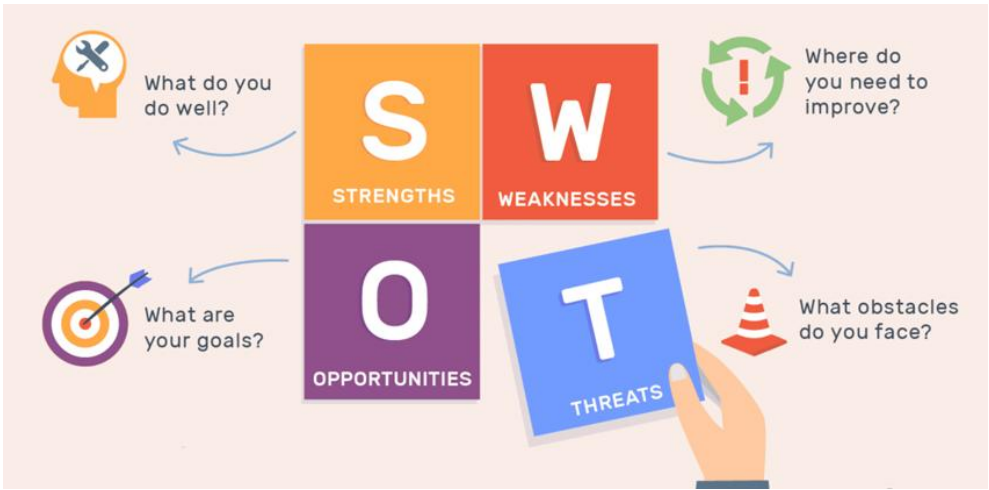 What do you
do well?
S
STRENGTHS
W
WEAKNESSES
Where do
you need to
improve?
What are
your goals?
O
OPPORTUNITIES
T
THREATS
What obstacles
do you face?